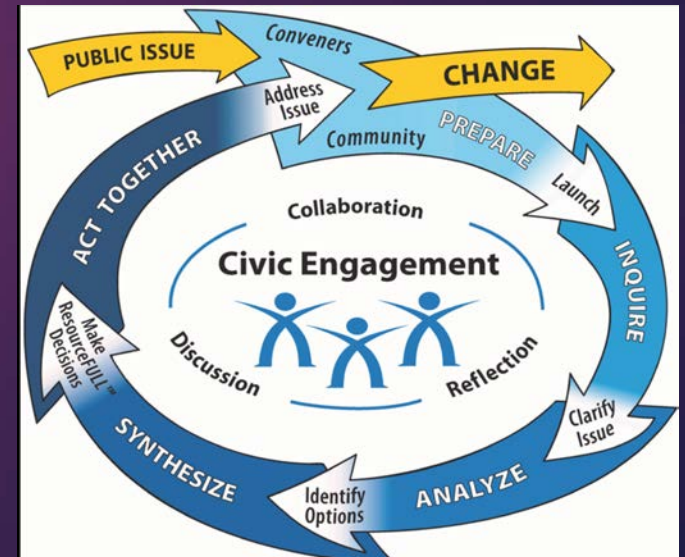 PUBLIC ISSUE
Conveners
Community
PREPARE
Launch
INQUIRE
Clarify
Issue
ANALYZE
Identify
Options
SYNTHESIZE
Make
ResourceFULL™
Decisions
ACT TOGETHER
Address
Issue
CHANGE
Collaboration
Civic Engagement
Discussion
Reflection